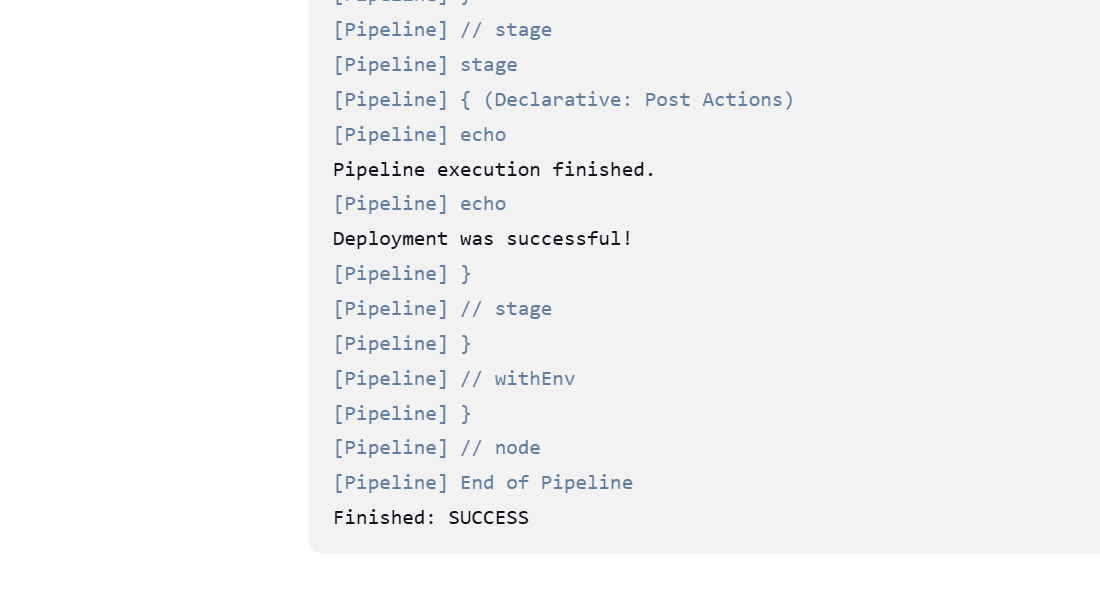 [Pipeline] }
[Pipeline] // stage
[Pipeline] stage
[Pipeline] { (Declarative: Post Actions)
[Pipeline] echo
Pipeline execution finished.
[Pipeline] echo
Deployment was successful!
[Pipeline] }
[Pipeline] // stage
[Pipeline] }
[Pipeline] // withEnv
[Pipeline] }
[Pipeline] // node
[Pipeline] End of Pipeline
Finished: SUCCESS